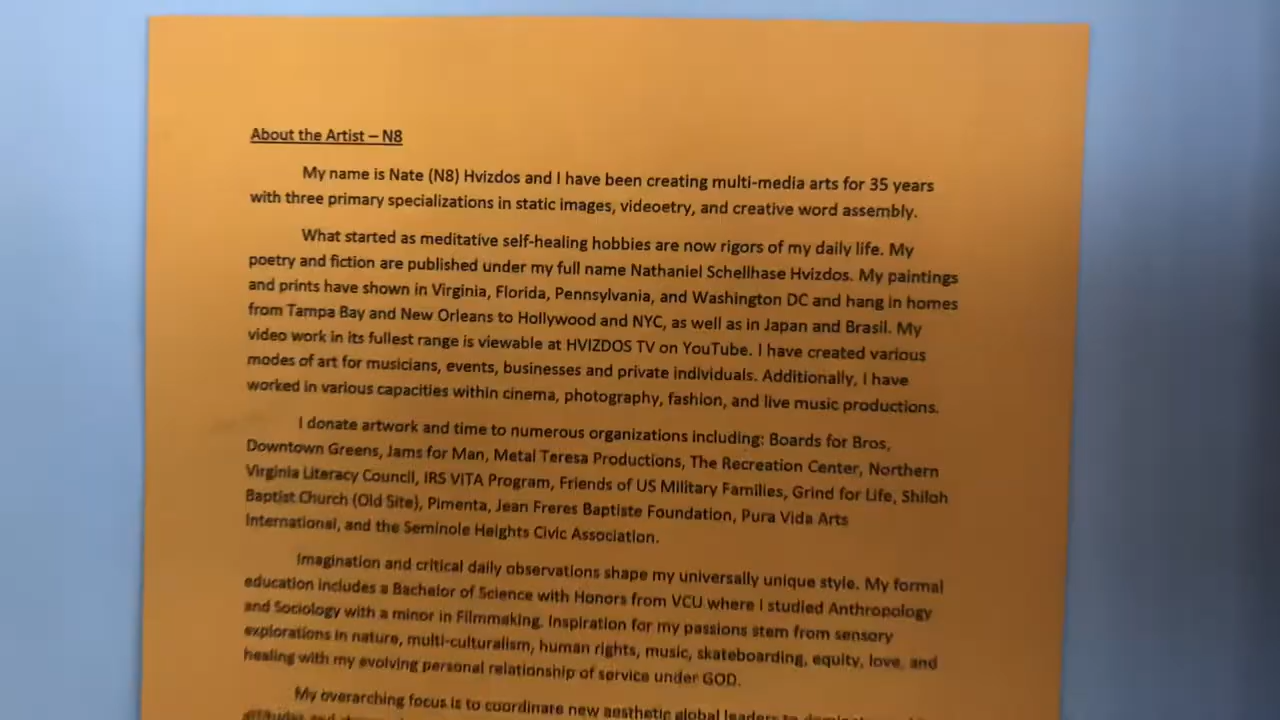 About the Artist – N8
My name is Nate (N8) Hvizdos and I have been creating multi-media arts for 35 years
with three primary specializations in static images, videoetry, and creative word assembly.
What started as meditative self-healing hobbies are now rigors of my daily life. My
poetry and fiction are published under my full name Nathaniel Schellhase Hvizdos. My paintings
and prints have shown in Virginia, Florida, Pennsylvania, and Washington DC and hang in homes
from Tampa Bay and New Orleans to Hollywood and NYC, as well as in Japan and Brasil. My
video work in its fullest range is viewable at HVIZDOS TV on YouTube. I have created various
modes of art for musicians, events, businesses and private individuals. Additionally, I have
worked in various capacities within cinema, photography, fashion, and live music productions.
I donate artwork and time to numerous organizations including: Boards for Bros,
Downtown Greens, Jams for Man, Metal Teresa Productions, The Recreation Center, Northern
Virginia Literacy Council, IRS VITA Program, Friends of US Military Families, Grind for Life, Shiloh
Baptist Church (Old Site), Pimenta, Jean Freres Baptiste Foundation, Pura Vida Arts
International, and the Seminole Heights Civic Association.
Imagination and critical daily observations shape my universally unique style. My formal
education includes a Bachelor of Science with Honors from VCU where I studied Anthropology
and Sociology with a minor in Filmmaking. Inspiration for my passions stem from sensory
explorations in nature, multi-culturalism, human rights, music, skateboarding, equity, love, and
healing with my evolving personal relationship of service under GOD.
My overarching focus is to coordinate new aesthetic global leaders to